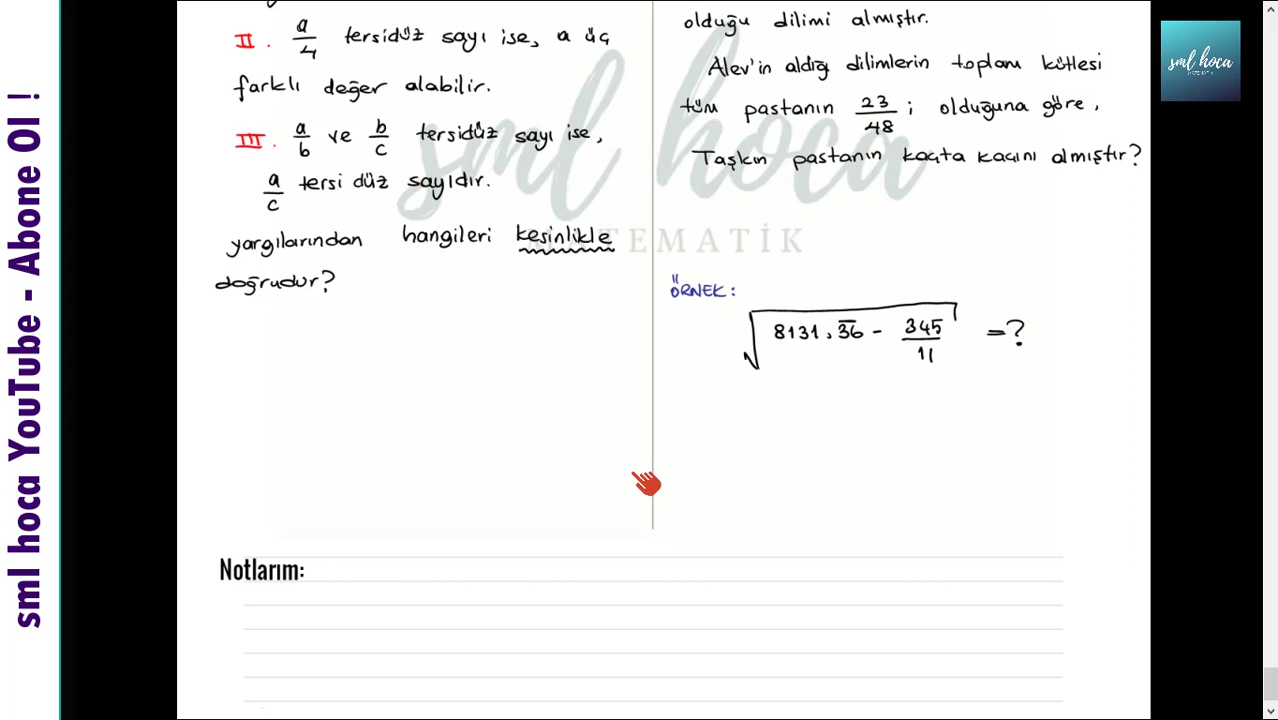 sml hoca YouTube - Abone Ol !
II. a/4 tersidüz sayı ise, a üç
farklı değer alabilir.
III. a/b ve b/c tersidüz sayı ise,
a/c tersi düz sayıdır.
yargılarından hangileri kesinlikle
doğrudur?
olduğu dilimi almıştır.
Alev'in aldığı dilimlerin toplam kütlesi
tüm pastanın 23/48 i olduğuna göre,
Taşkın pastanın kaçta kaçını almıştır?
ÖRNEK:
√(8131,3̅6̅ - 345/11) = ?
Notlarım:
sml hoca
MATEMATİK
sml hoca